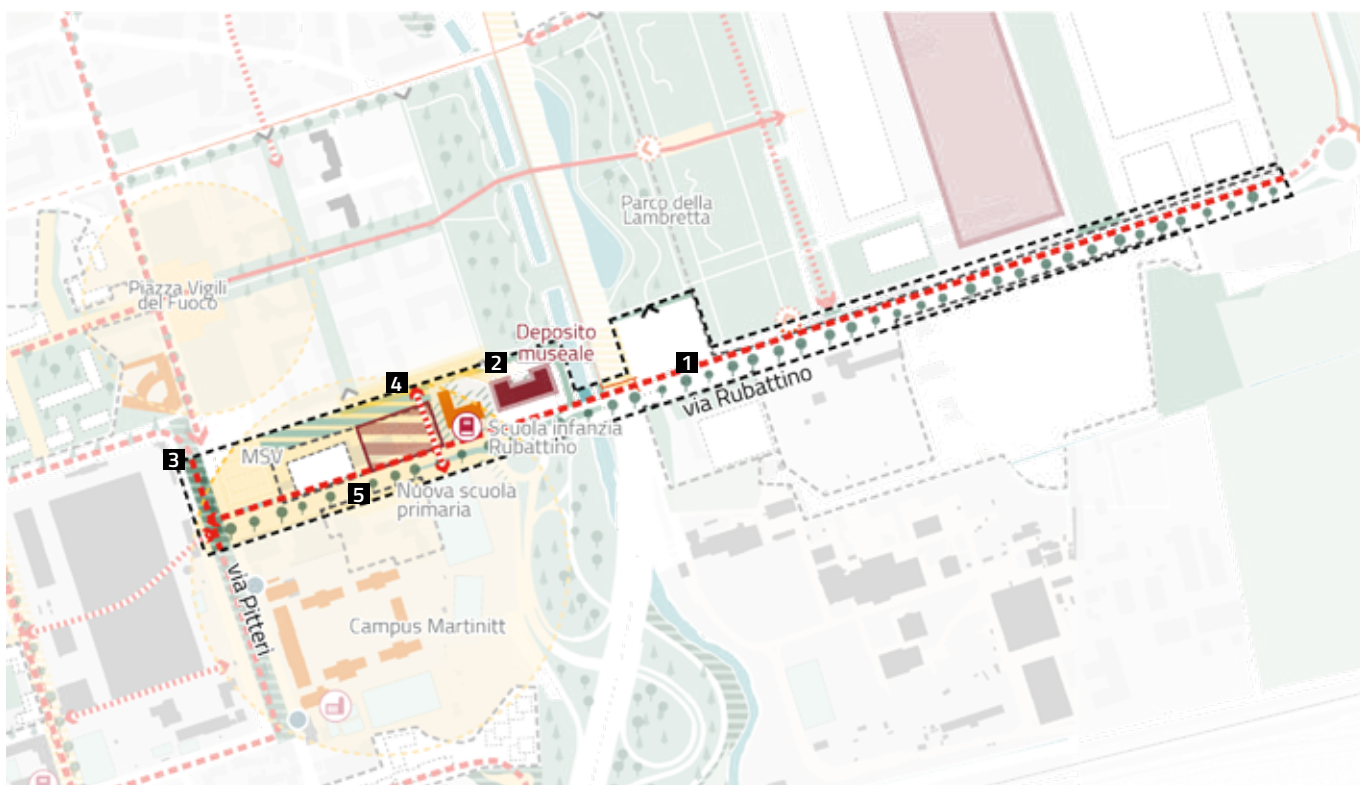 Parco della
Lambretta
Piazza Vigili
del Fuoco
Deposito
museale
2
1
4
via Rubattino
Scuola infanzia
Rubattino
3
MSV
5
Nuova scuola
primaria
via Pitteri
Campus Martinitt